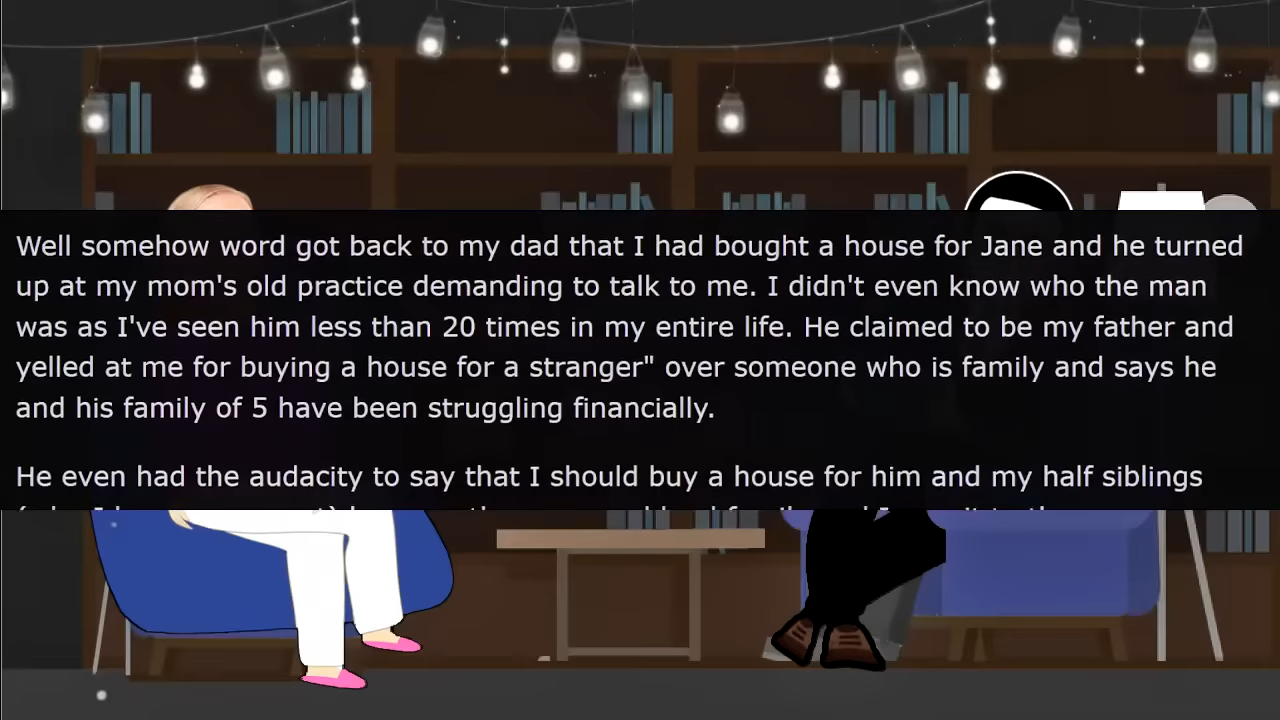 Well somehow word got back to my dad that I had bought a house for Jane and he turned
up at my mom's old practice demanding to talk to me. I didn't even know who the man
was as I've seen him less than 20 times in my entire life. He claimed to be my father and
yelled at me for buying a house for a stranger" over someone who is family and says he
and his family of 5 have been struggling financially.
He even had the audacity to say that I should buy a house for him and my half siblings